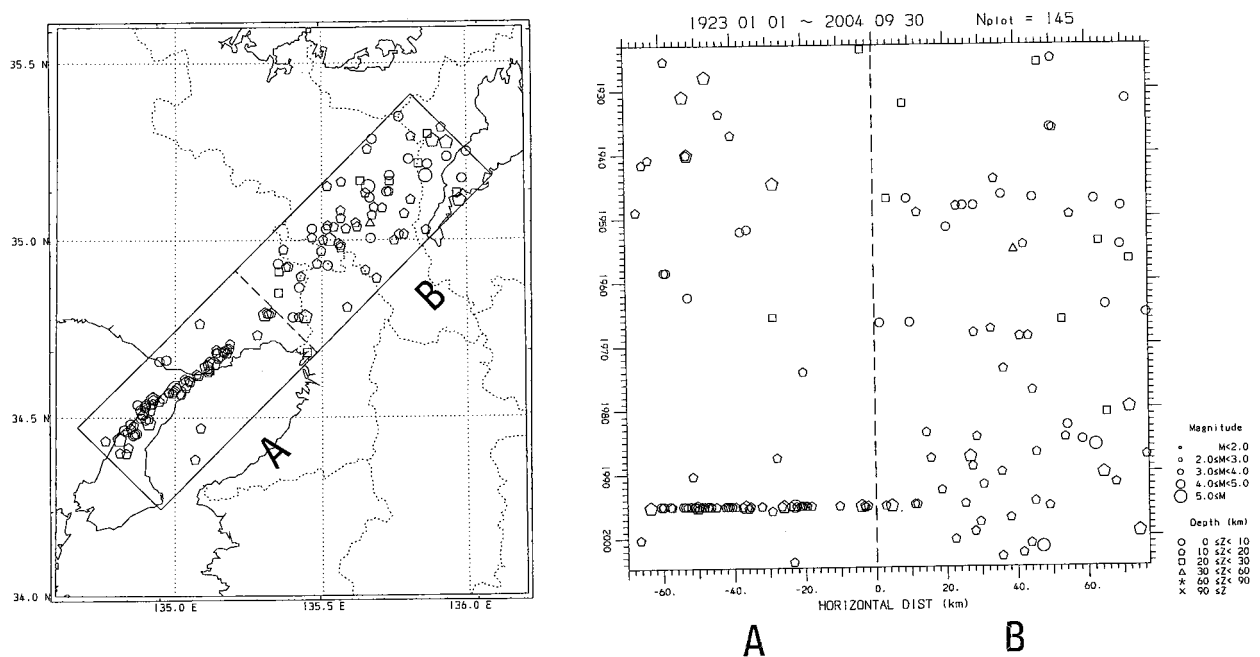 1923 01 01 ~ 2004 09 30 Nplot = 145
35.5 N
35.0 N
34.5 N
34.0 N
135.0 E
135.5 E
136.0 E
A
B
1930
1940
1950
1960
1970
1980
1990
2000
-60. -40. -20. 0. 20. 40. 60.
HORIZONTAL DIST (km)
A B
Magnitude
M<2.0
2.0≤M<3.0
3.0≤M<4.0
4.0≤M<5.0
5.0≤M
Depth (km)
0 ≤Z< 10
10 ≤Z< 20
20 ≤Z< 30
30 ≤Z< 60
60 ≤Z< 90
90 ≤Z